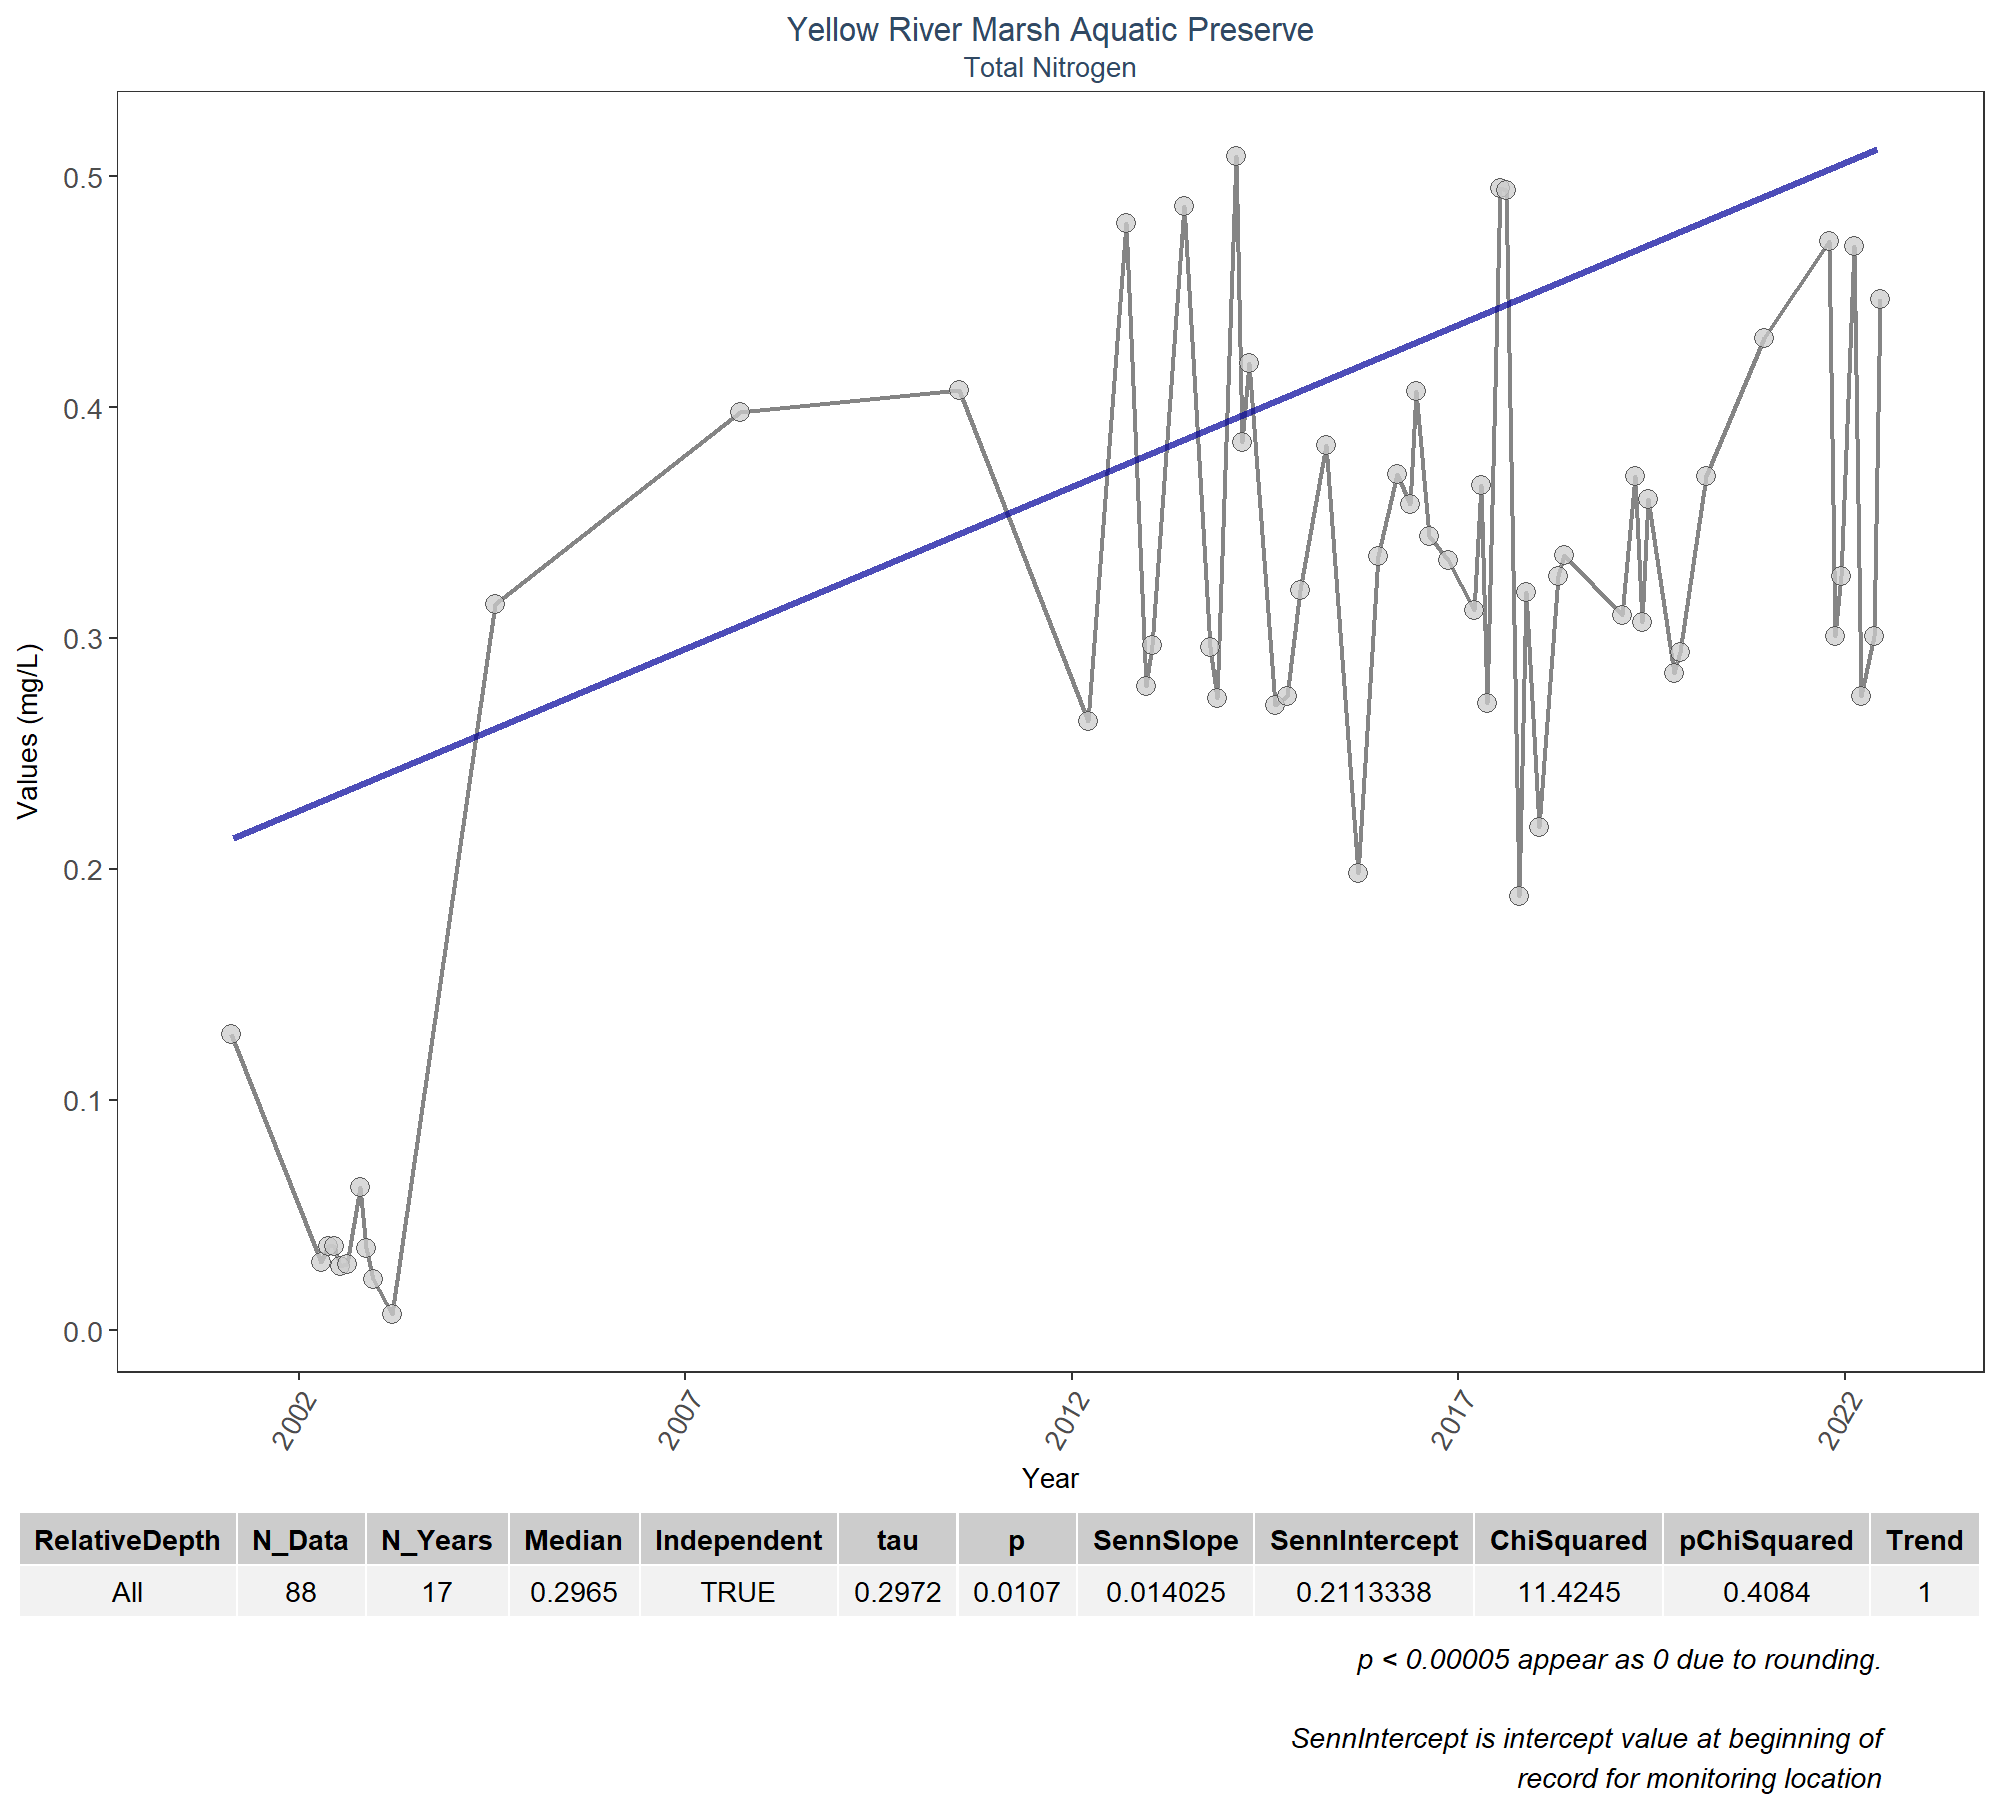 Yellow River Marsh Aquatic Preserve
Total Nitrogen
Values (mg/L)
0.5
0.4
0.3
0.2
0.1
0.0
2002 2007 2012 2017 2022
Year
RelativeDepth N_Data N_Years Median Independent tau p SennSlope SennIntercept ChiSquared pChiSquared Trend
All 88 17 0.2965 TRUE 0.2972 0.0107 0.014025 0.2113338 11.4245 0.4084 1
p < 0.00005 appear as 0 due to rounding.
SennIntercept is intercept value at beginning of
record for monitoring location